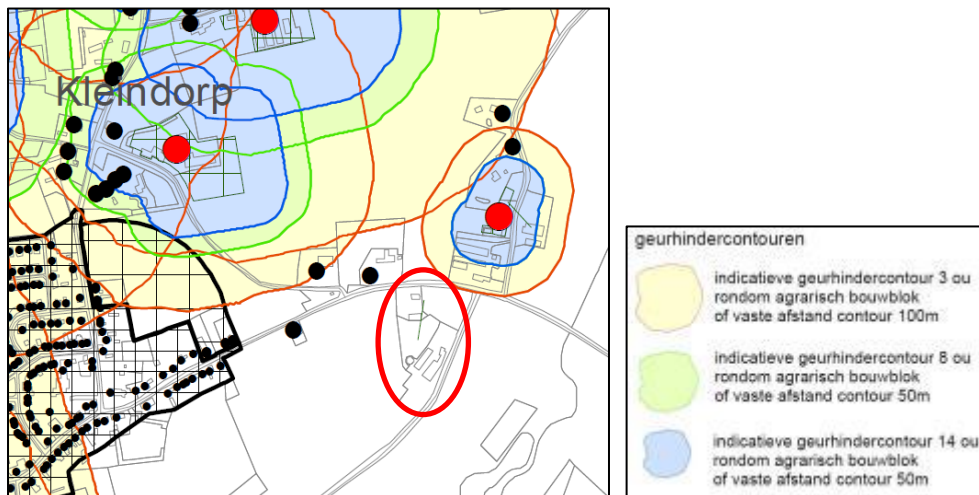 Kleindorp
geurhindercontouren
indicatieve geurhindercontour 3 ou
rondom agrarisch bouwblok
of vaste afstand contour 100m
indicatieve geurhindercontour 8 ou
rondom agrarisch bouwblok
of vaste afstand contour 50m
indicatieve geurhindercontour 14 ou
rondom agrarisch bouwblok
of vaste afstand contour 50m